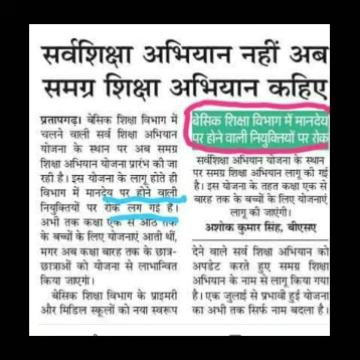 सर्वशिक्षा अभियान नहीं अब
समग्र शिक्षा अभियान कहिए
प्रतापगढ़। बेसिक शिक्षा विभाग में
चलने वाली सर्व शिक्षा अभियान
योजना के स्थान पर अब समग्र
शिक्षा अभियान योजना प्रारंभ की जा
रही है। इस योजना के लागू होते ही
विभाग में मानदेय पर होने वाली
नियुक्तियों पर रोक लग गई है।
अभी तक कक्षा एक से आठ तक
के बच्चों के लिए योजनाएं आती थीं,
मगर अब कक्षा बारह तक के छात्र-
छात्राओं को योजना से लाभान्वित
किया जाएगा।
बेसिक शिक्षा विभाग के प्राइमरी
और मिडिल स्कूलों को नया स्वरूप
बेसिक शिक्षा विभाग में मानदेय
पर होने वाली नियुक्तियों पर रोक
सर्वशिक्षा अभियान योजना के स्थान
पर समग्र शिक्षा अभियान लागू की गई
है। इस योजना के तहत कक्षा एक से
बारह तक के बच्चों के लिए योजनाएं
लागू की जाएंगी।
अशोक कुमार सिंह, बीएसए
देने वाले सर्व शिक्षा अभियान को
अपडेट करते हुए समग्र शिक्षा
अभियान के नाम से लागू किया गया
है। एक जुलाई से प्रभावी हुई योजना
का अभी तक सिर्फ नाम बदला है।